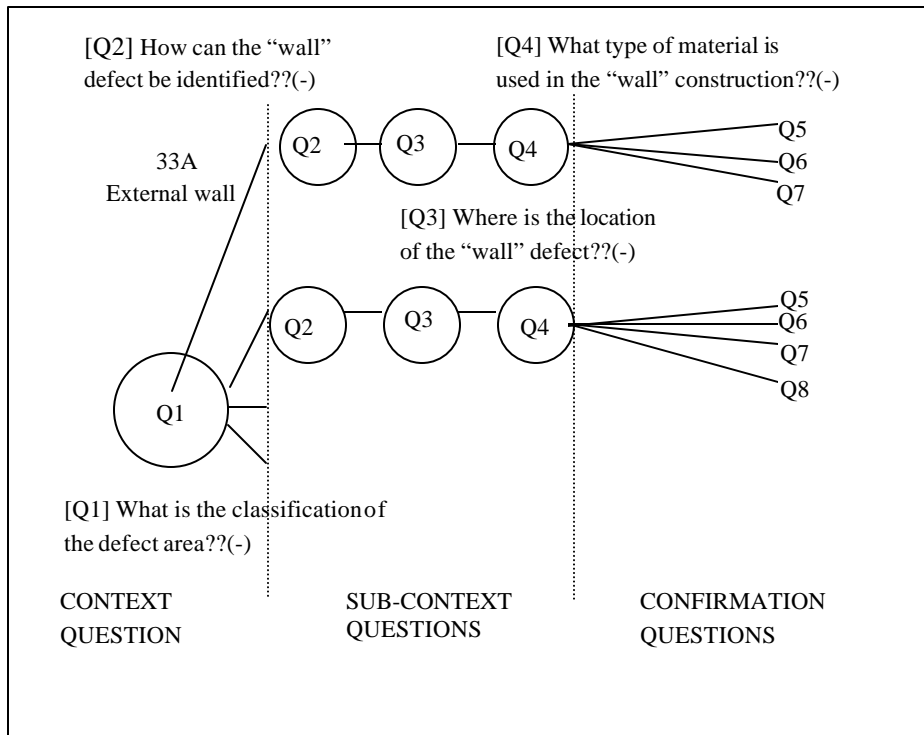 [Q2] How can the “wall”
defect be identified??(-)
[Q4] What type of material is
used in the “wall” construction??(-)
33A
External wall
Q2
Q3
Q4
Q5
Q6
Q7
[Q3] Where is the location
of the “wall” defect??(-)
Q2
Q3
Q4
Q5
Q6
Q7
Q8
Q1
[Q1] What is the classification of
the defect area??(-)
CONTEXT
QUESTION
SUB-CONTEXT
QUESTIONS
CONFIRMATION
QUESTIONS